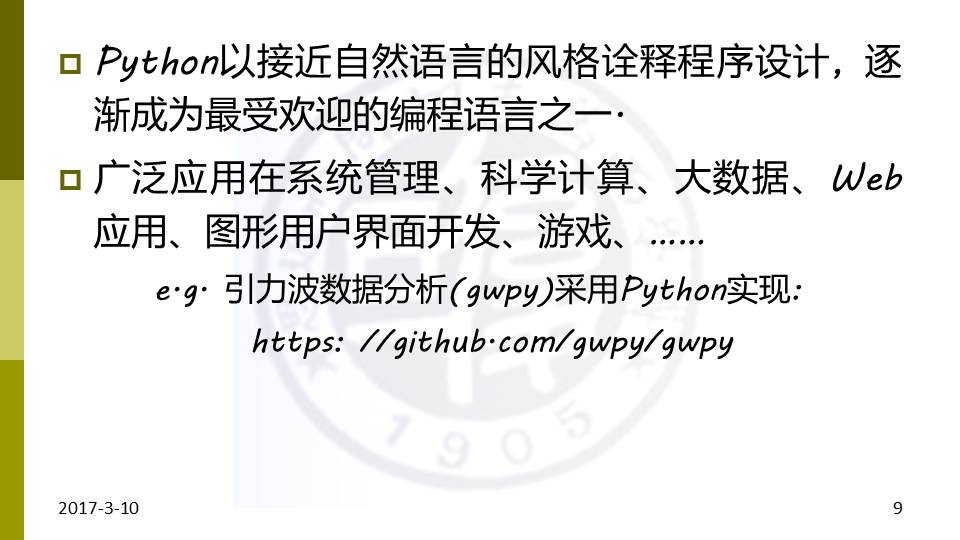 Python以接近自然语言的风格诠释程序设计，逐
渐成为最受欢迎的编程语言之一.
广泛应用在系统管理、科学计算、大数据、Web
应用、图形用户界面开发、游戏、……
e.g. 引力波数据分析(gwpy)采用Python实现:
https: //github.com/gwpy/gwpy
1905
2017-3-10
9